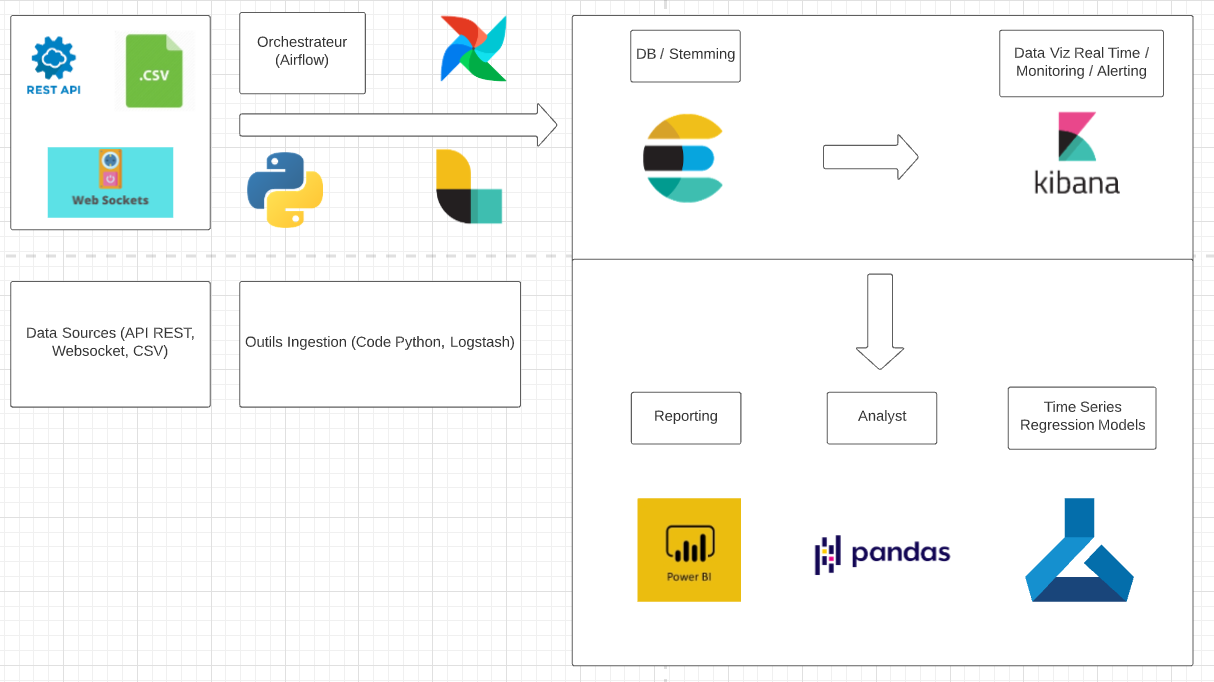 REST API
.CSV
Web Sockets
Orchestrateur
(Airflow)
DB / Stemming
Data Viz Real Time /
Monitoring / Alerting
kibana
Data Sources (API REST,
Websocket, CSV)
Outils Ingestion (Code Python, Logstash)
Reporting
Analyst
Time Series
Regression Models
Power BI
pandas